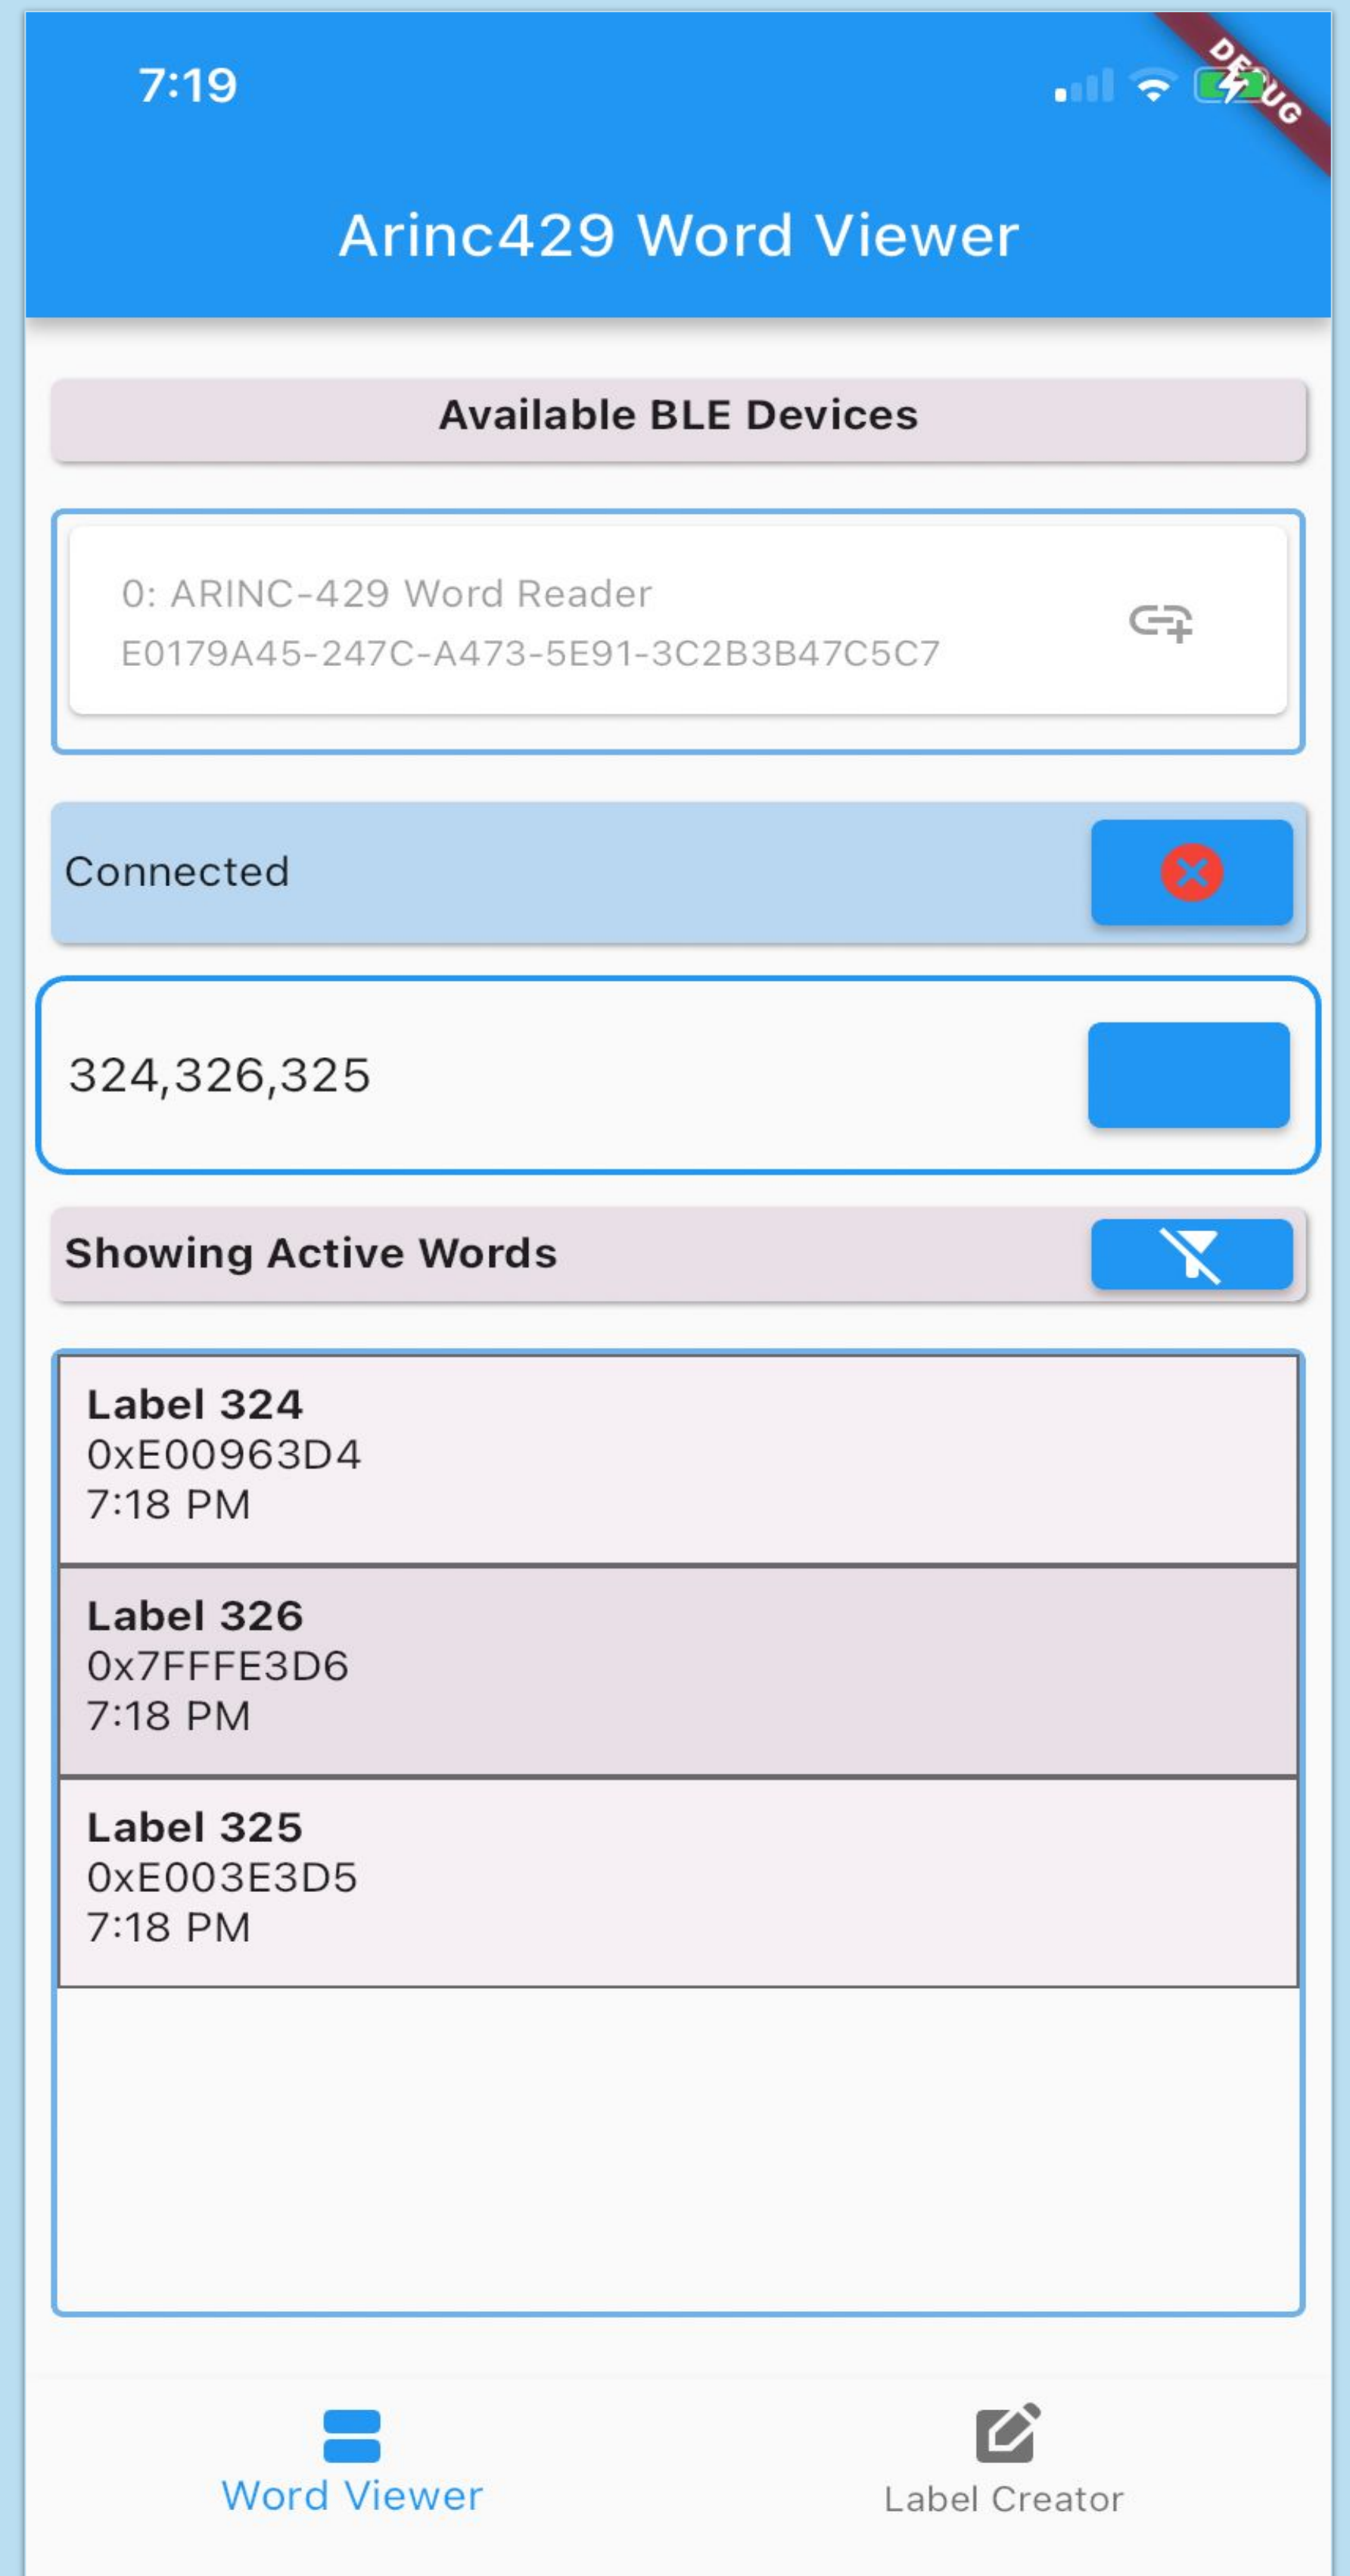 7:19
DEBUG
Arinc429 Word Viewer
Available BLE Devices
0: ARINC-429 Word Reader
E0179A45-247C-A473-5E91-3C2B3B47C5C7
Connected
324,326,325
Showing Active Words
Label 324
0xE00963D4
7:18 PM
Label 326
0x7FFFE3D6
7:18 PM
Label 325
0xE003E3D5
7:18 PM
Word Viewer
Label Creator